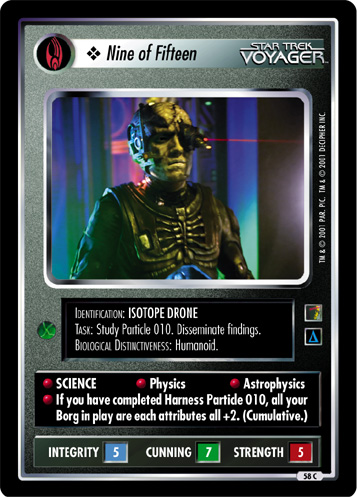 ❖ Nine of Fifteen
STAR TREK
VOYAGER™
TM & © 2001 PAR. PIC. TM & © 2001 DECIPHER INC.
IDENTIFICATION: ISOTOPE DRONE
TASK: Study Particle 010. Disseminate findings.
BIOLOGICAL DISTINCTIVENESS: Humanoid.
• SCIENCE • Physics • Astrophysics
• If you have completed Harness Particle 010, all your
Borg in play are each attributes all +2. (Cumulative.)
INTEGRITY 5 CUNNING 7 STRENGTH 5
58 C